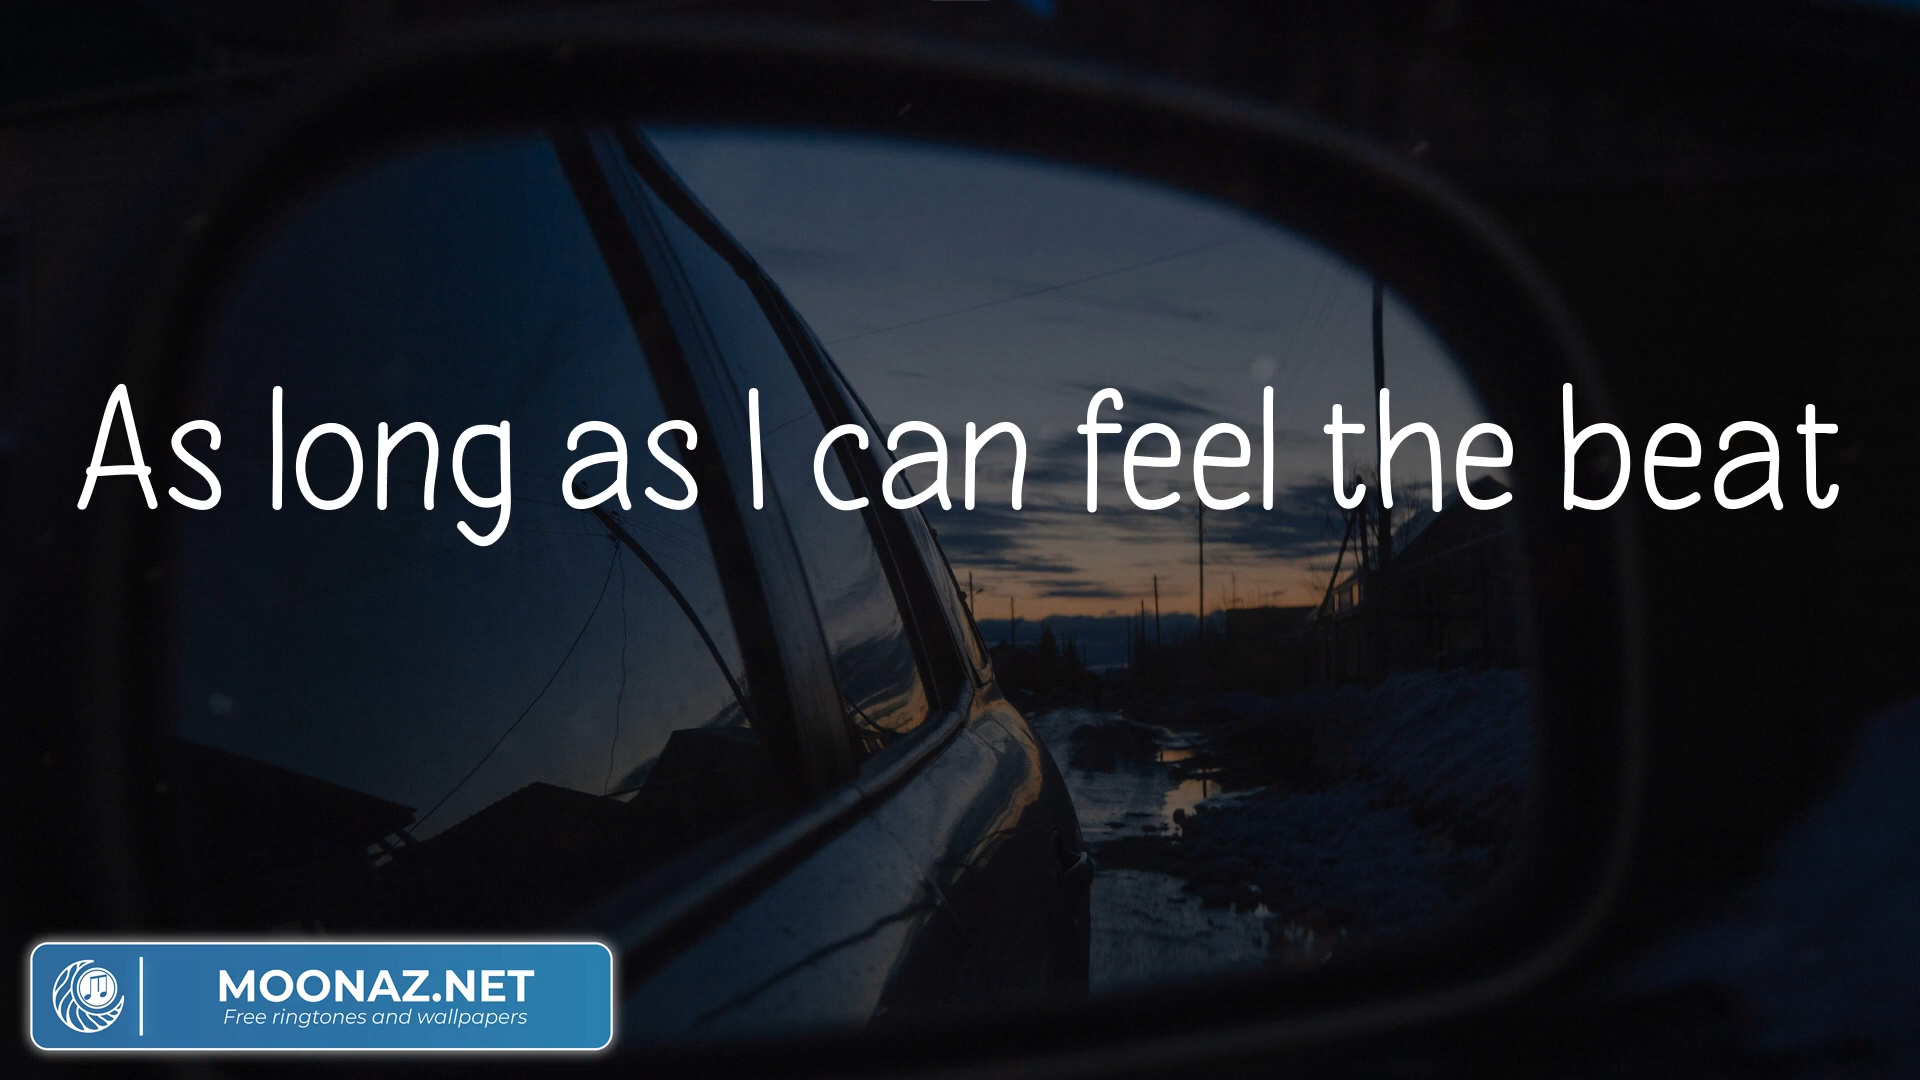 As long as I can feel the beat
MOONAZ.NET
Free ringtones and wallpapers